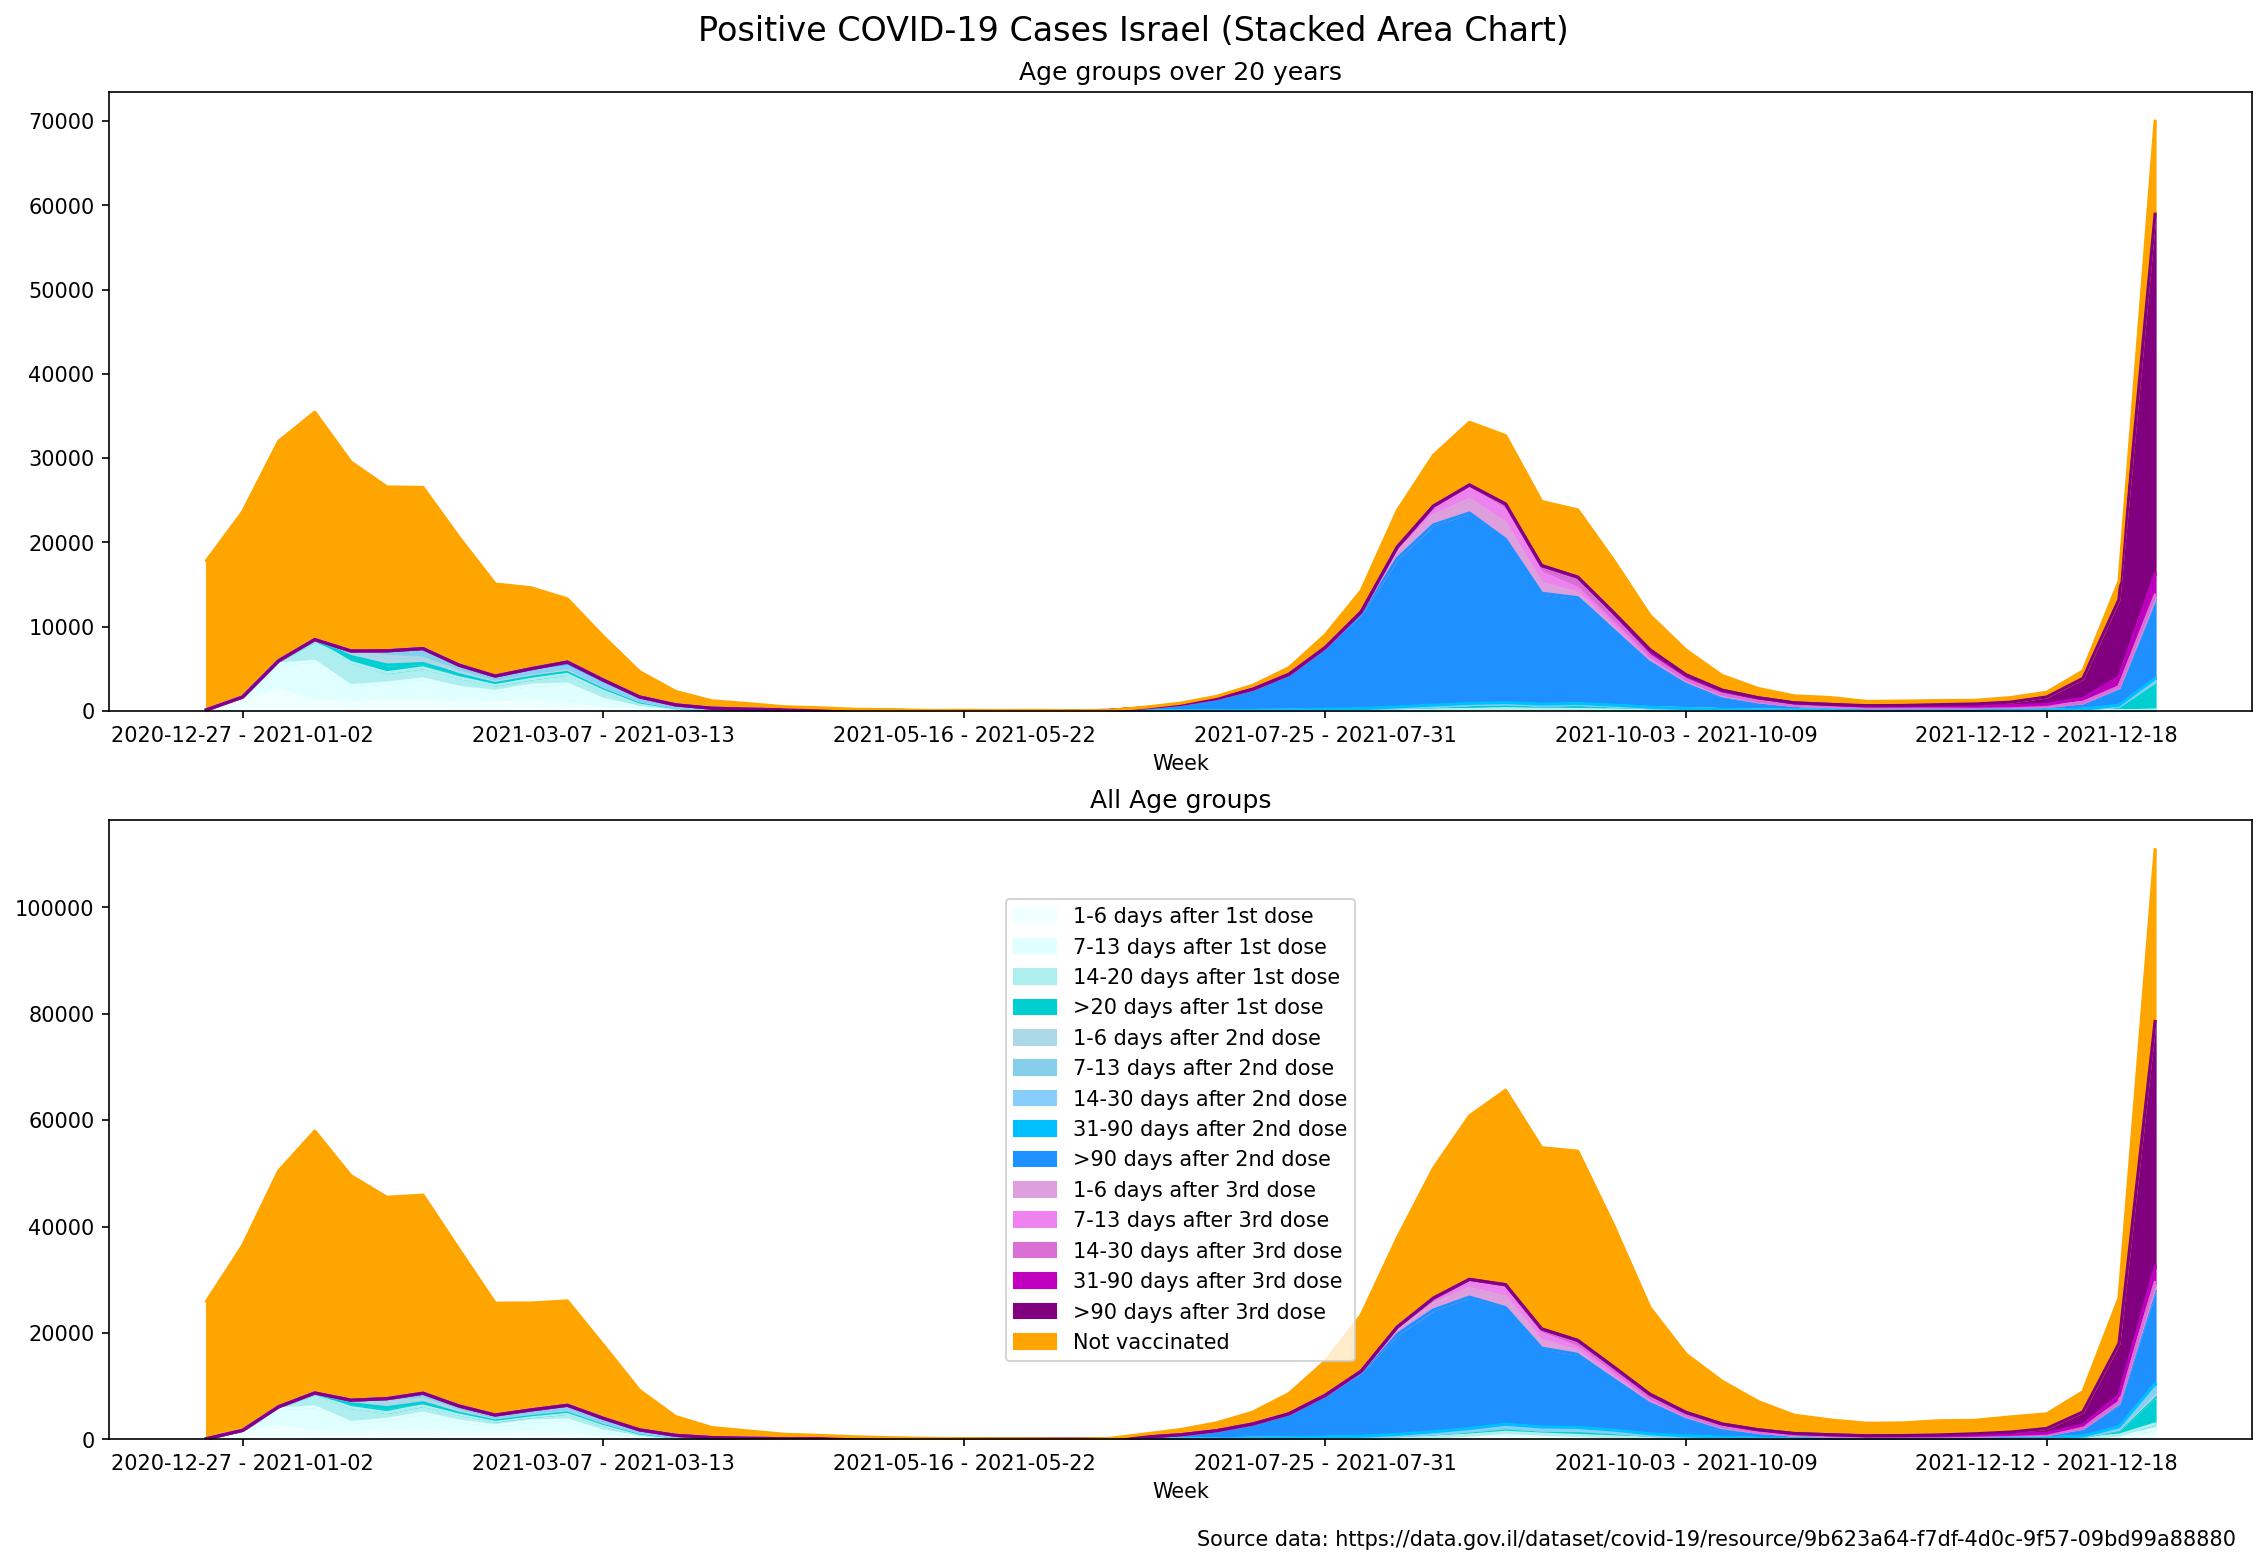 Positive COVID-19 Cases Israel (Stacked Area Chart)
Age groups over 20 years
70000
60000
50000
40000
30000
20000
10000
0
2020-12-27 - 2021-01-02
2021-03-07 - 2021-03-13
2021-05-16 - 2021-05-22
2021-07-25 - 2021-07-31
2021-10-03 - 2021-10-09
2021-12-12 - 2021-12-18
Week
All Age groups
100000
80000
60000
40000
20000
0
1-6 days after 1st dose
7-13 days after 1st dose
14-20 days after 1st dose
>20 days after 1st dose
1-6 days after 2nd dose
7-13 days after 2nd dose
14-30 days after 2nd dose
31-90 days after 2nd dose
>90 days after 2nd dose
1-6 days after 3rd dose
7-13 days after 3rd dose
14-30 days after 3rd dose
31-90 days after 3rd dose
>90 days after 3rd dose
Not vaccinated
2020-12-27 - 2021-01-02
2021-03-07 - 2021-03-13
2021-05-16 - 2021-05-22
2021-07-25 - 2021-07-31
2021-10-03 - 2021-10-09
2021-12-12 - 2021-12-18
Week
Source data: https://data.gov.il/dataset/covid-19/resource/9b623a64-f7df-4d0c-9f57-09bd99a88880